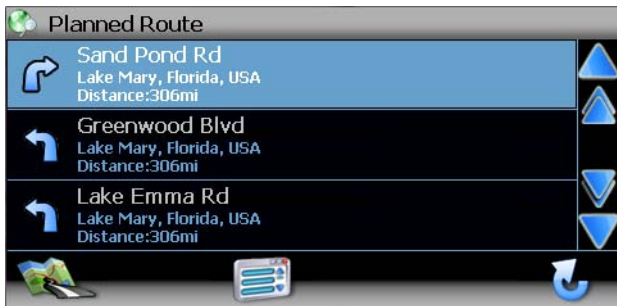 Planned Route
Sand Pond Rd
Lake Mary, Florida, USA
Distance:306mi
Greenwood Blvd
Lake Mary, Florida, USA
Distance:306mi
Lake Emma Rd
Lake Mary, Florida, USA
Distance:306mi